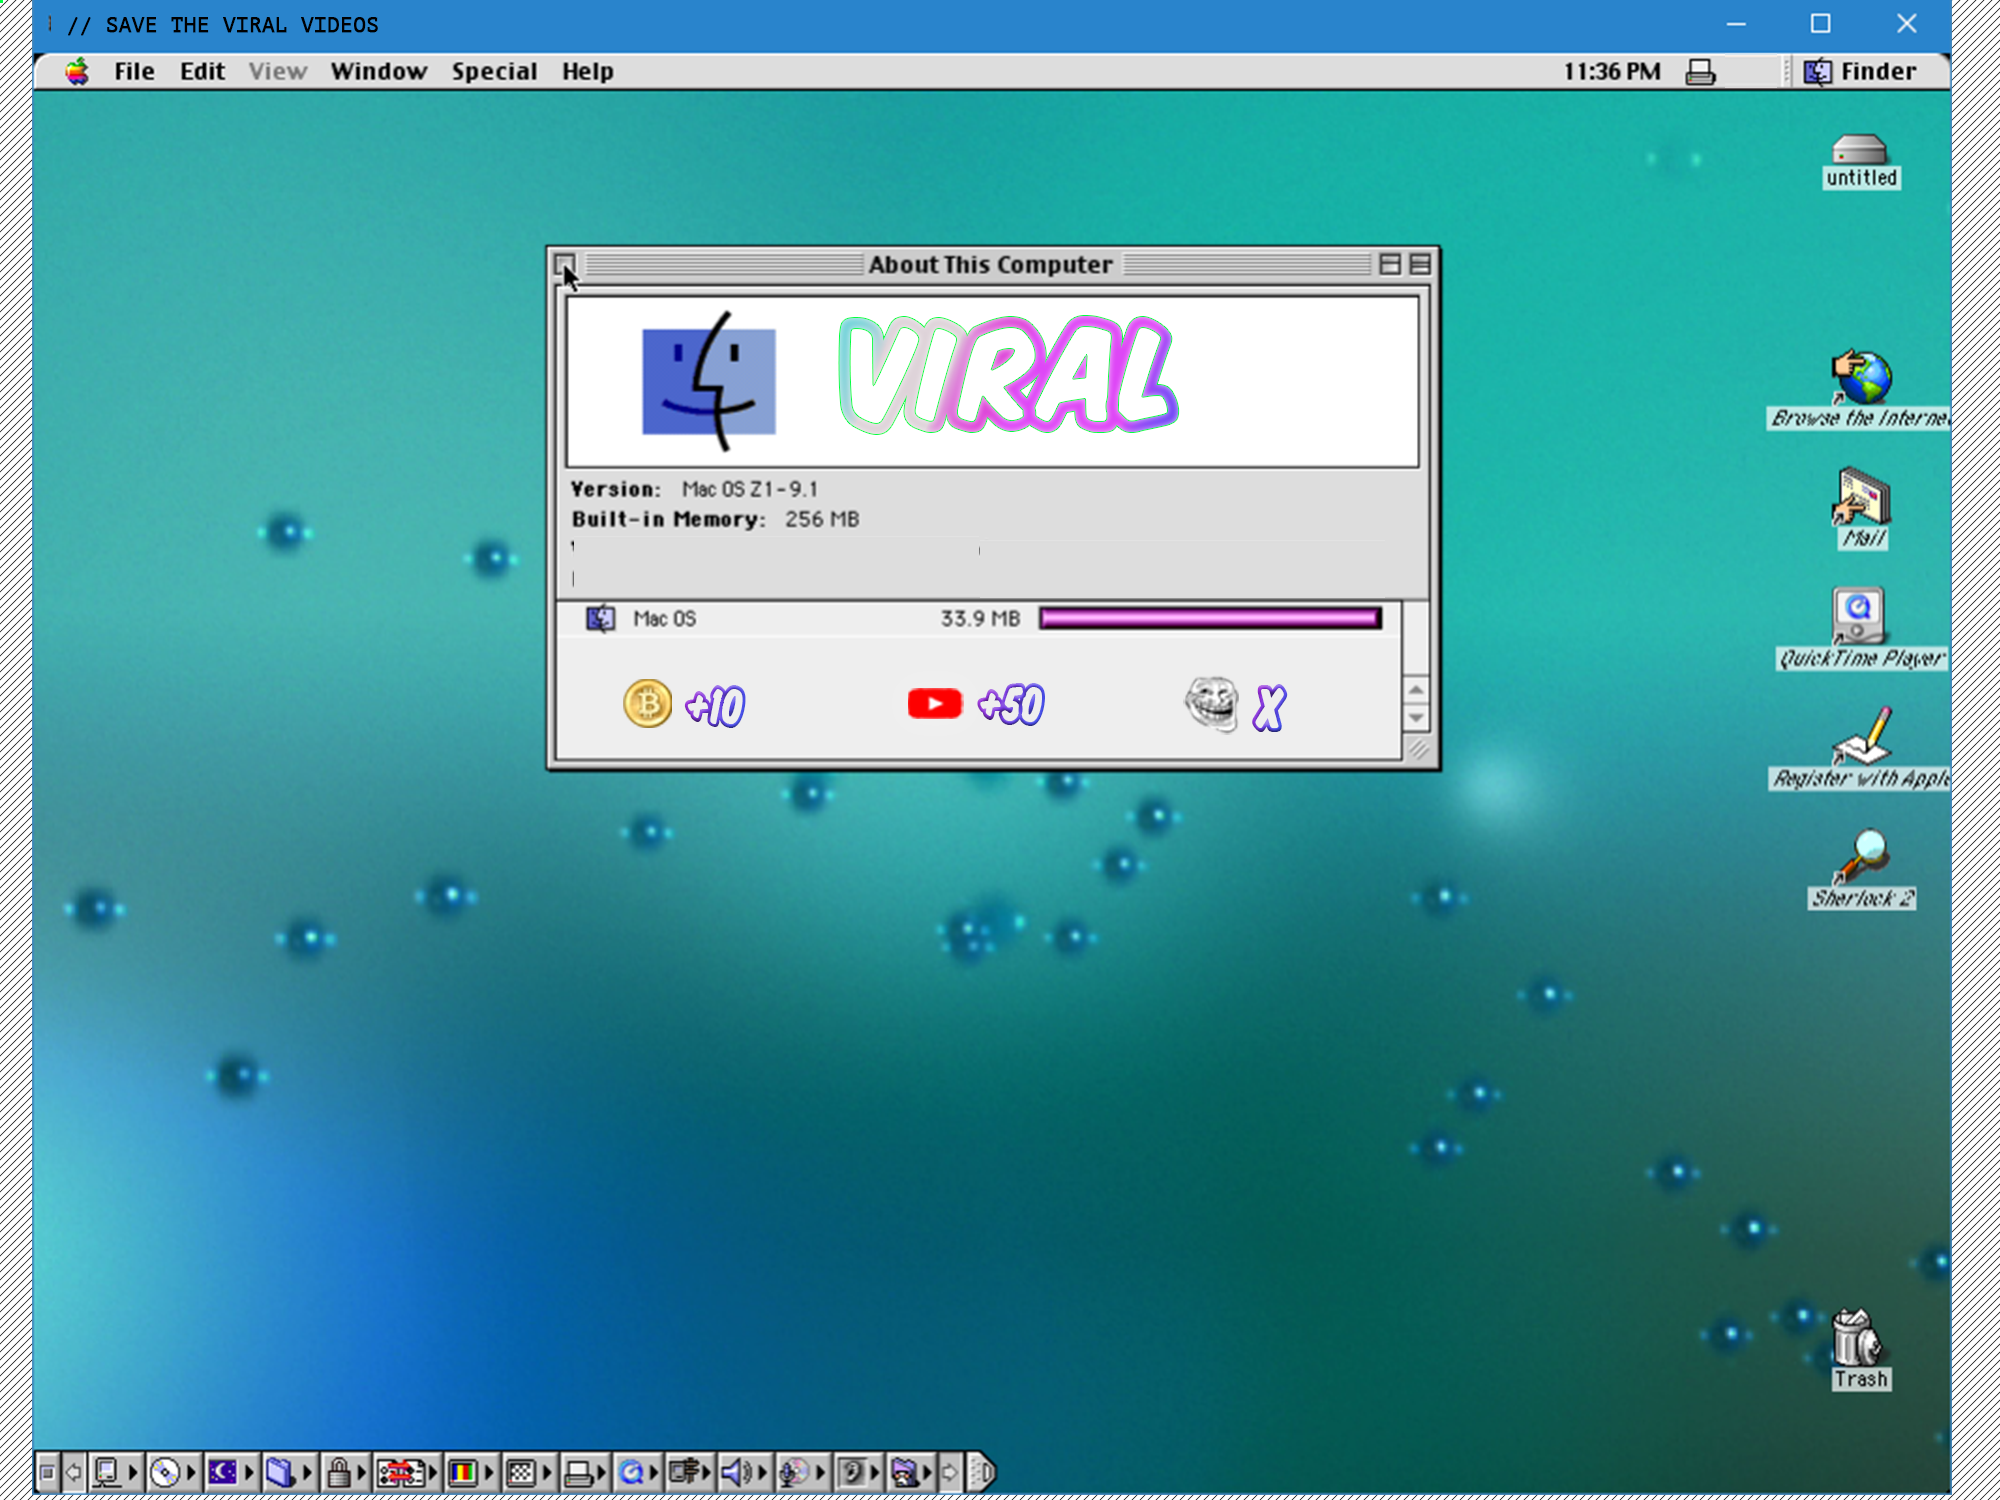 // SAVE THE VIRAL VIDEOS
File Edit View Window Special Help 11:36 PM Finder
untitled
About This Computer
VIRAL
Version: Mac OS Z1-9.1
Built-in Memory: 256 MB
Mac OS 33.9 MB
+10 +50 X
Browse the Interne
Mail
QuickTime Player
Register with Apple
Sherlock 2
Trash